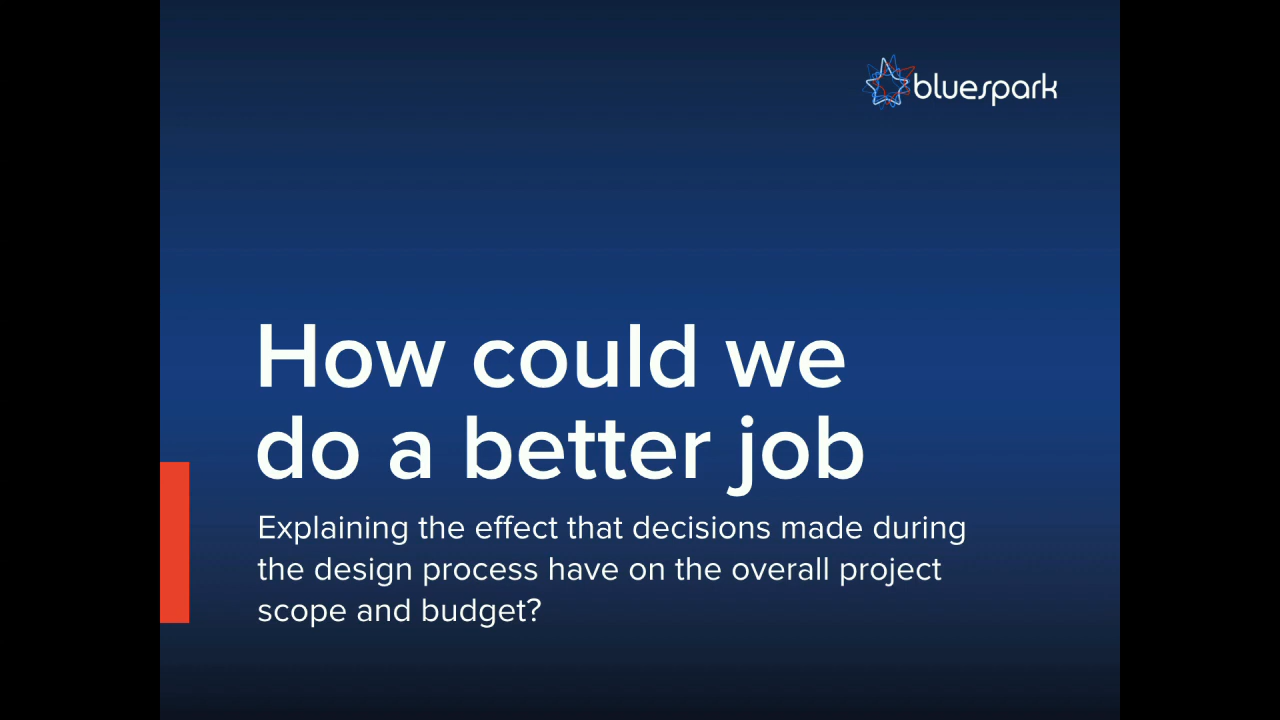 bluespark
How could we
do a better job
Explaining the effect that decisions made during
the design process have on the overall project
scope and budget?